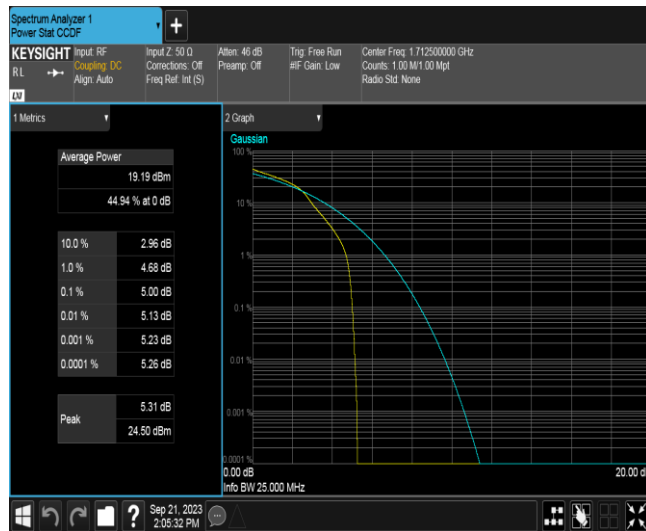 Spectrum Analyzer 1
Power Stat CCDF
+
KEYSIGHT
RL
LXI
Input: RF
Coupling: DC
Align: Auto
Input Z: 50 Ω
Corrections: Off
Freq Ref: Int (S)
Atten: 46 dB
Preamp: Off
Trig: Free Run
#IF Gain: Low
Center Freq: 1.712500000 GHz
Counts: 1.00 M/1.00 Mpt
Radio Std: None
1 Metrics
Average Power
19.19 dBm
44.94 % at 0 dB
10.0 % 2.96 dB
1.0 % 4.68 dB
0.1 % 5.00 dB
0.01 % 5.13 dB
0.001 % 5.23 dB
0.0001 % 5.26 dB
Peak
5.31 dB
24.50 dBm
2 Graph
Gaussian
100 %
10 %
1 %
0.1 %
0.01 %
0.001 %
0.0001 %
0.00 dB
20.00 d
Info BW 25.000 MHz
?
Sep 21, 2023
2:05:32 PM